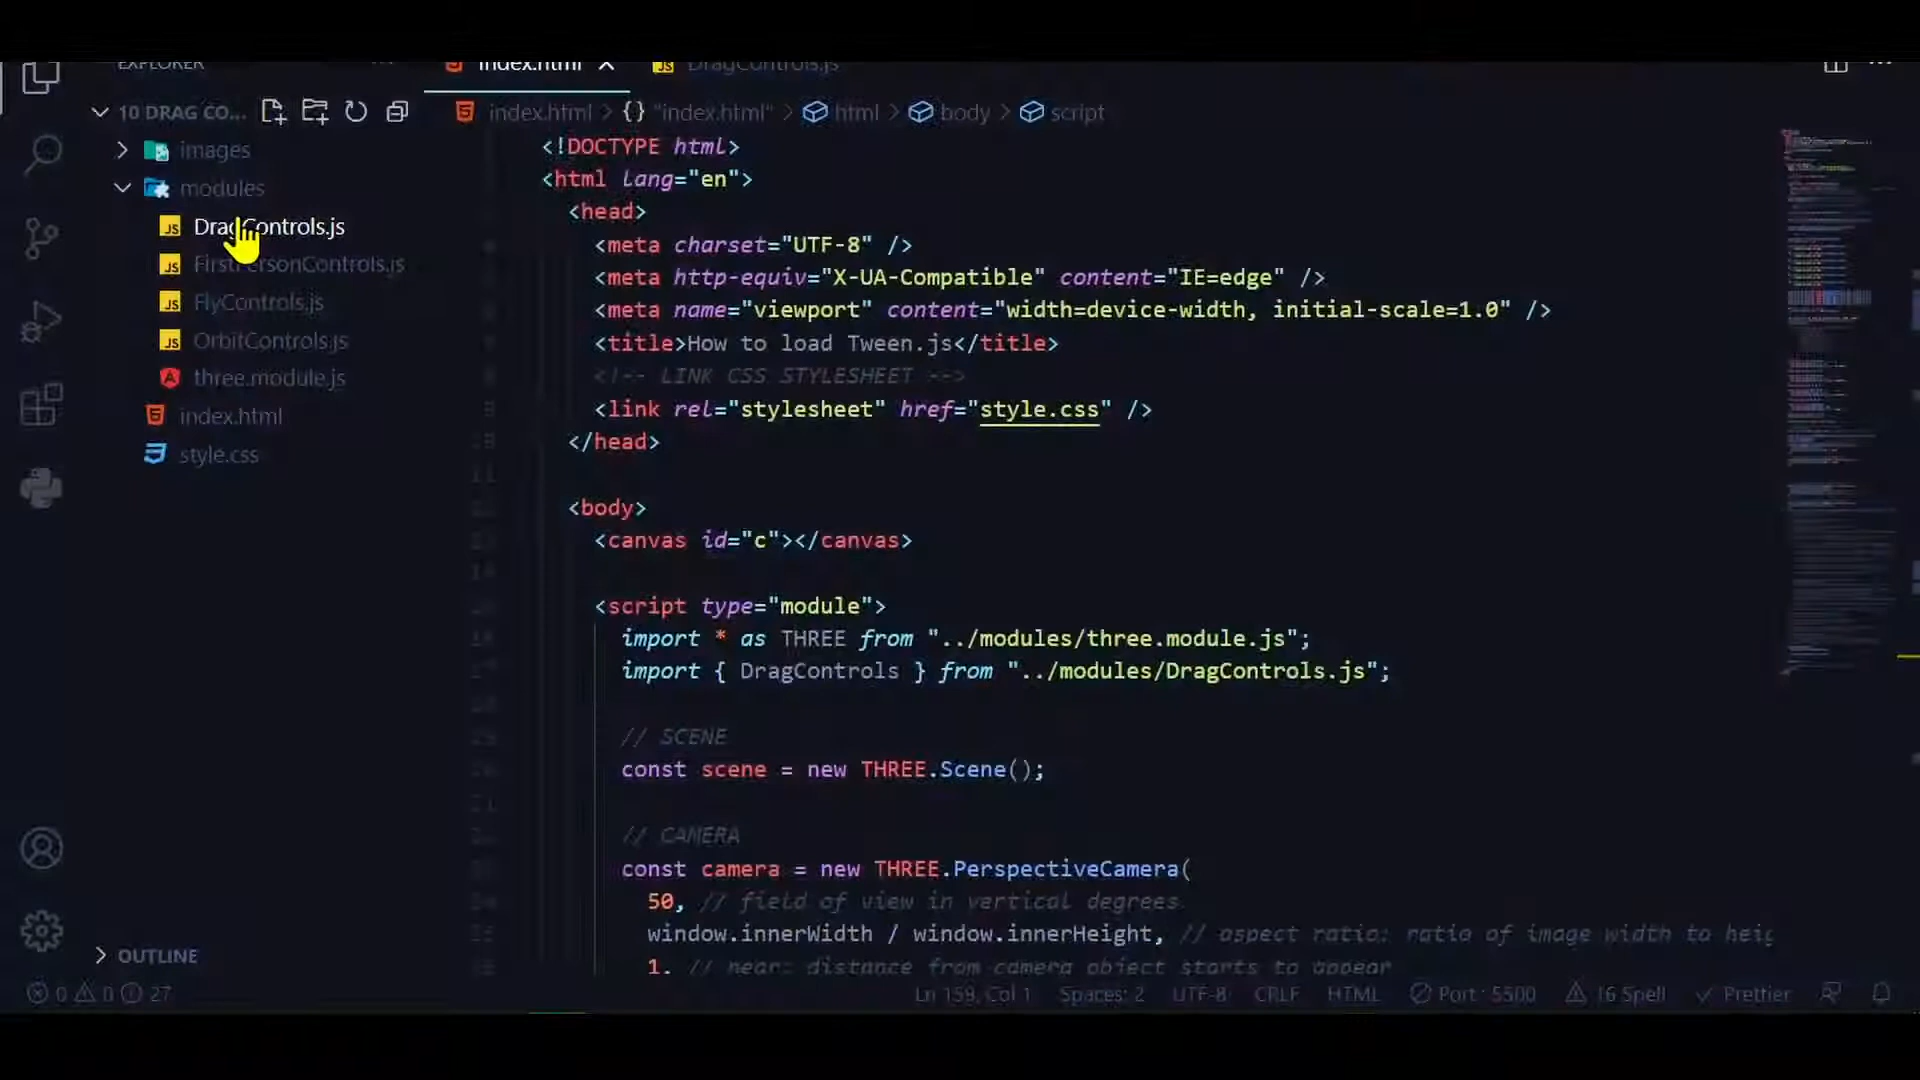 EXPLORER
index.html
DragControls.js
10 DRAG CO...
index.html > {} "index.html" > html > body > script
images
modules
DragControls.js
FirstPersonControls.js
FlyControls.js
OrbitControls.js
three.module.js
index.html
style.css
OUTLINE
<!DOCTYPE html>
<html lang="en">
<head>
<meta charset="UTF-8" />
<meta http-equiv="X-UA-Compatible" content="IE=edge" />
<meta name="viewport" content="width=device-width, initial-scale=1.0" />
<title>How to load Tween.js</title>
<!-- LINK CSS STYLESHEET -->
<link rel="stylesheet" href="style.css" />
</head>
<body>
<canvas id="c"></canvas>
<script type="module">
import * as THREE from "../modules/three.module.js";
import { DragControls } from "../modules/DragControls.js";
// SCENE
const scene = new THREE.Scene();
// CAMERA
const camera = new THREE.PerspectiveCamera(
50, // field of view in vertical degrees
window.innerWidth / window.innerHeight, // aspect ratio: ratio of image width to heig
1. // near: distance from camera object starts to appear
0 0 27
Ln 159, Col 1
Spaces: 2
UTF-8
CRLF
HTML
Port : 5500
16 Spell
Prettier